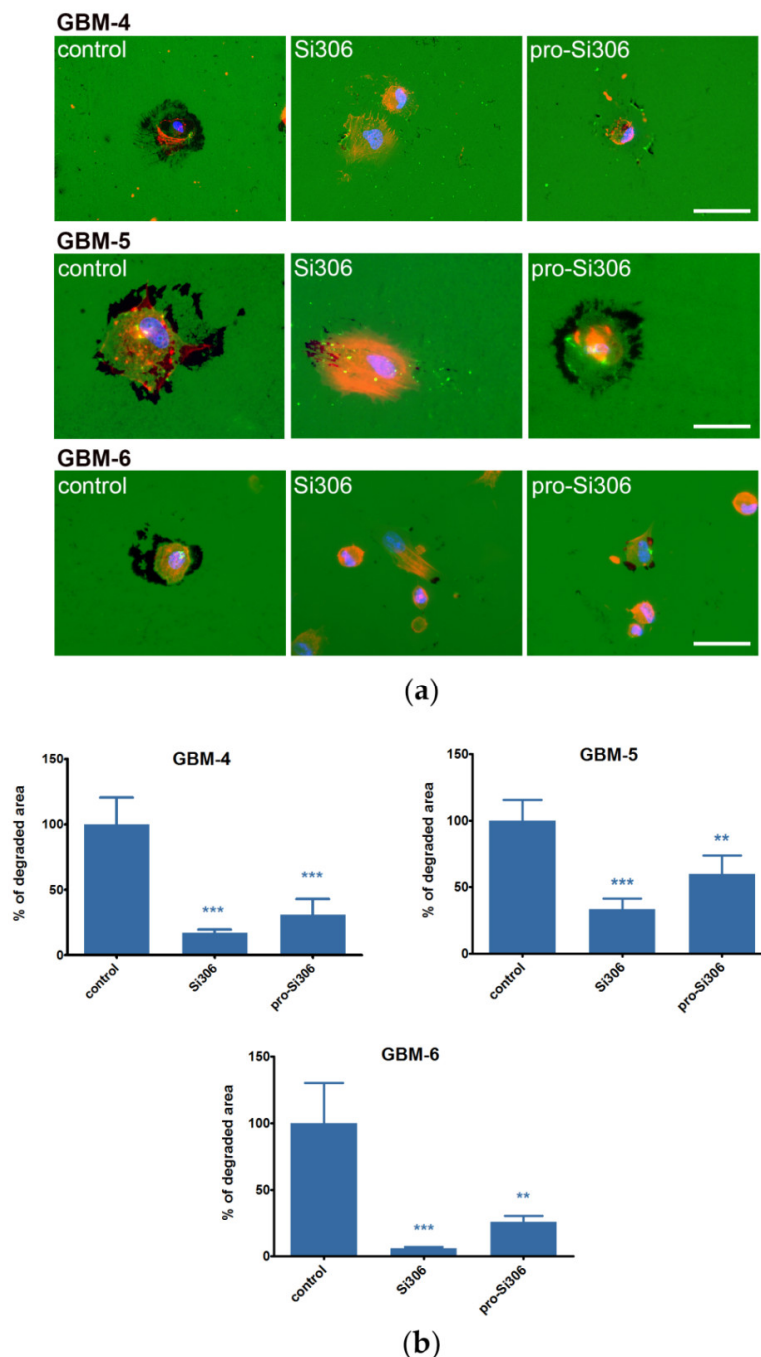 GBM-4
control Si306 pro-Si306
GBM-5
control Si306 pro-Si306
GBM-6
control Si306 pro-Si306
(a)
GBM-4
% of degraded area
150
100
50
0
***
***
control Si306 pro-Si306
GBM-5
% of degraded area
150
100
50
0
***
**
control Si306 pro-Si306
GBM-6
% of degraded area
150
100
50
0
***
**
control Si306 pro-Si306
(b)